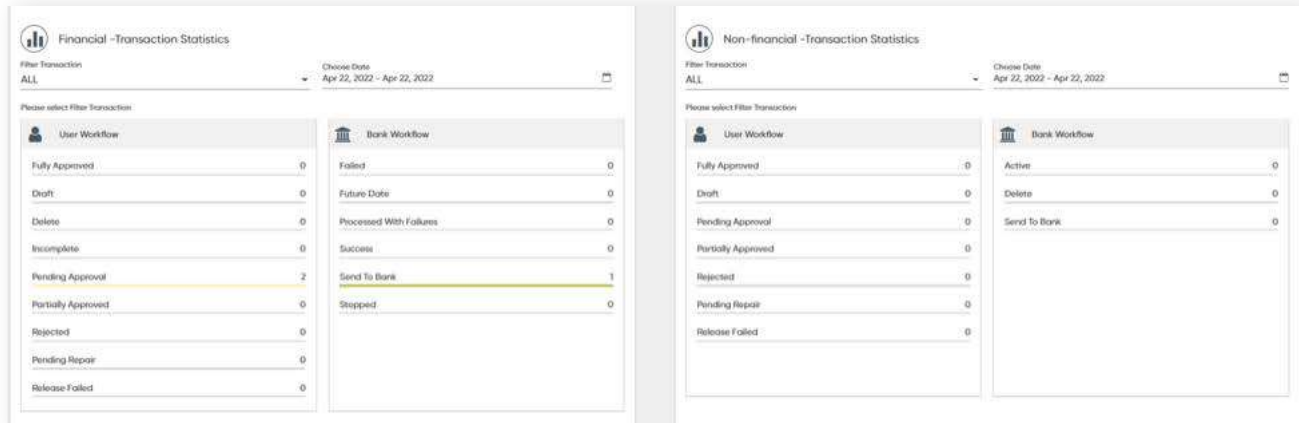 Financial -Transaction Statistics
Filter Transaction
ALL
Choose Date
Apr 22, 2022 - Apr 22, 2022
Please select Filter Transaction
User Workflow
Fully Approved 0
Draft 0
Delete 0
Incomplete 0
Pending Approval 2
Partially Approved 0
Rejected 0
Pending Repair 0
Release Failed 0
Bank Workflow
Failed 0
Future Date 0
Processed With Failures 0
Success 0
Send To Bank 1
Stopped 0
Non-financial -Transaction Statistics
Filter Transaction
ALL
Choose Date
Apr 22, 2022 - Apr 22, 2022
Please select Filter Transaction
User Workflow
Fully Approved 0
Draft 0
Pending Approval 0
Partially Approved 0
Rejected 0
Pending Repair 0
Release Failed 0
Bank Workflow
Active 0
Delete 0
Send To Bank 0